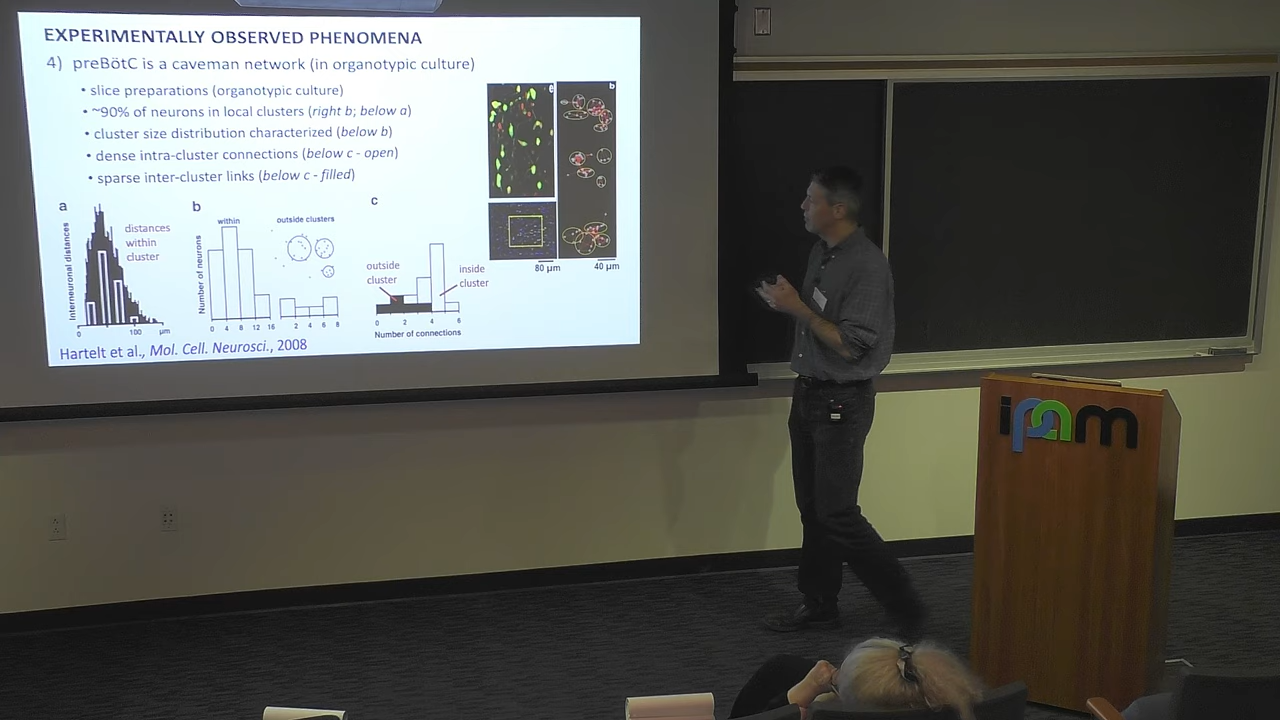 EXPERIMENTALLY OBSERVED PHENOMENA
4) preBötC is a caveman network (in organotypic culture)
• slice preparations (organotypic culture)
• ~90% of neurons in local clusters (right b; below a)
• cluster size distribution characterized (below b)
• dense intra-cluster connections (below c - open)
• sparse inter-cluster links (below c - filled)
a
Interneuronal distances
distances
within
cluster
0 100 µm
b
Number of neurons
within
outside clusters
0 4 8 12 16
2 4 6 8
c
outside
cluster
inside
cluster
0 2 4 6
Number of connections
b
80 µm
40 µm
Hartelt et al., Mol. Cell. Neurosci., 2008
ipam